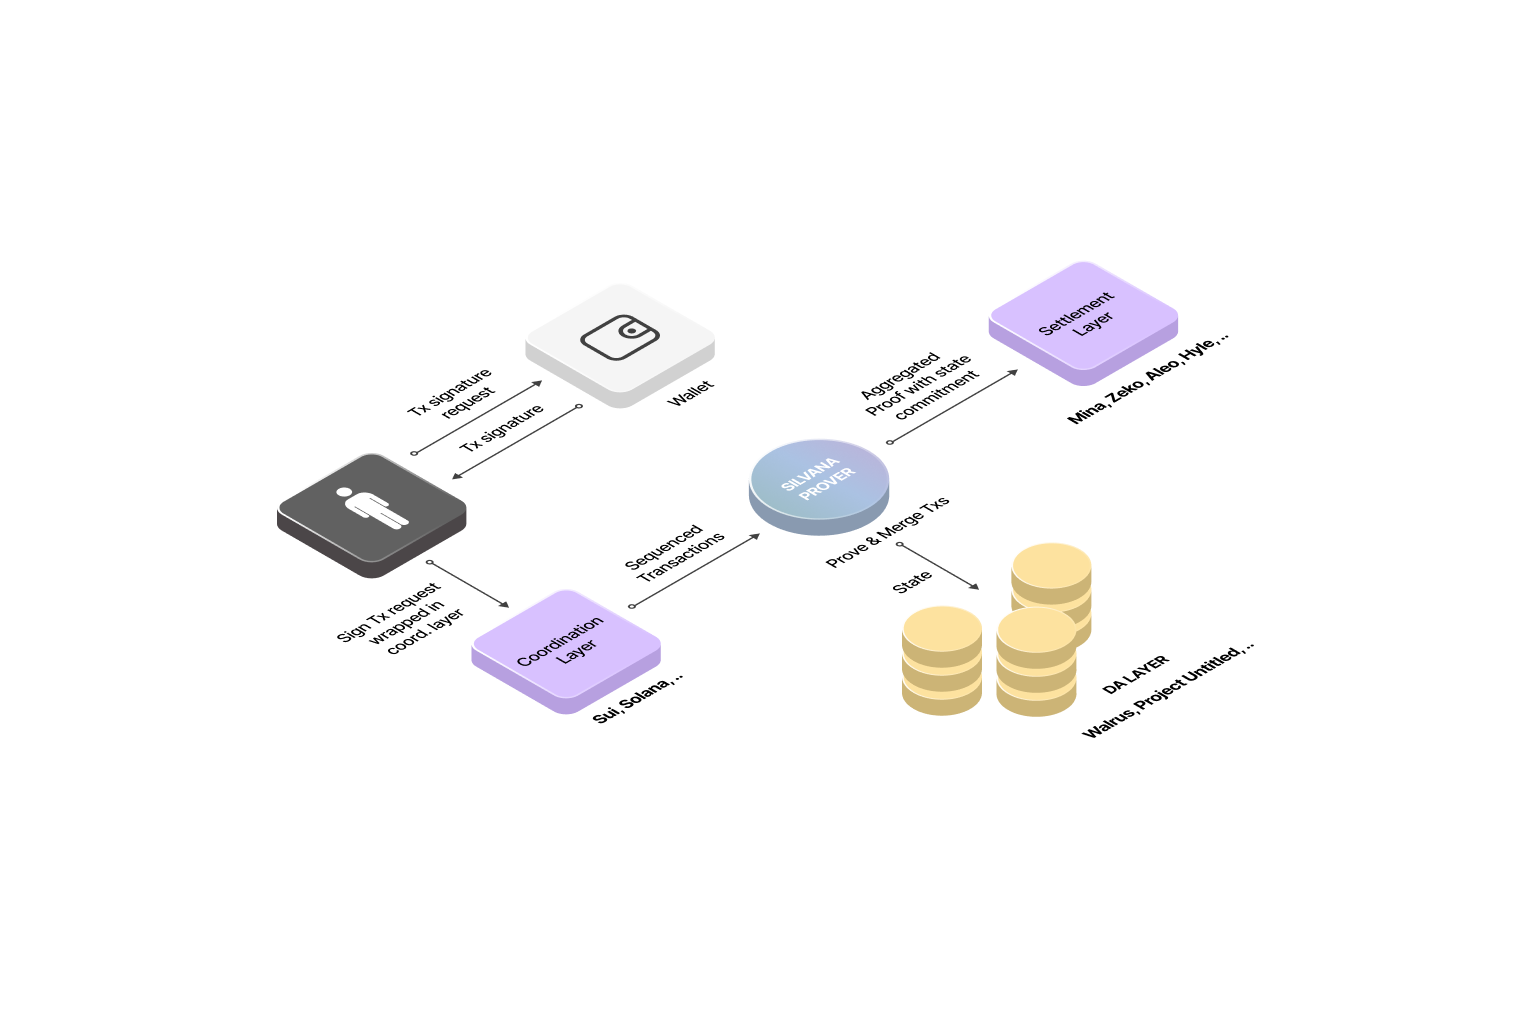 Tx signature
request
Tx signature
Wallet
Sign Tx request
wrapped in
coord. layer
Coordination
Layer
Sui, Solana,..
Sequenced
Transactions
SILVANA
PROVER
Prove & Merge Txs
Aggregated
Proof with state
commitment
Settlement
Layer
Mina, Zeko, Aleo, Hyle,..
State
DA LAYER
Walrus, Project Untitled,..